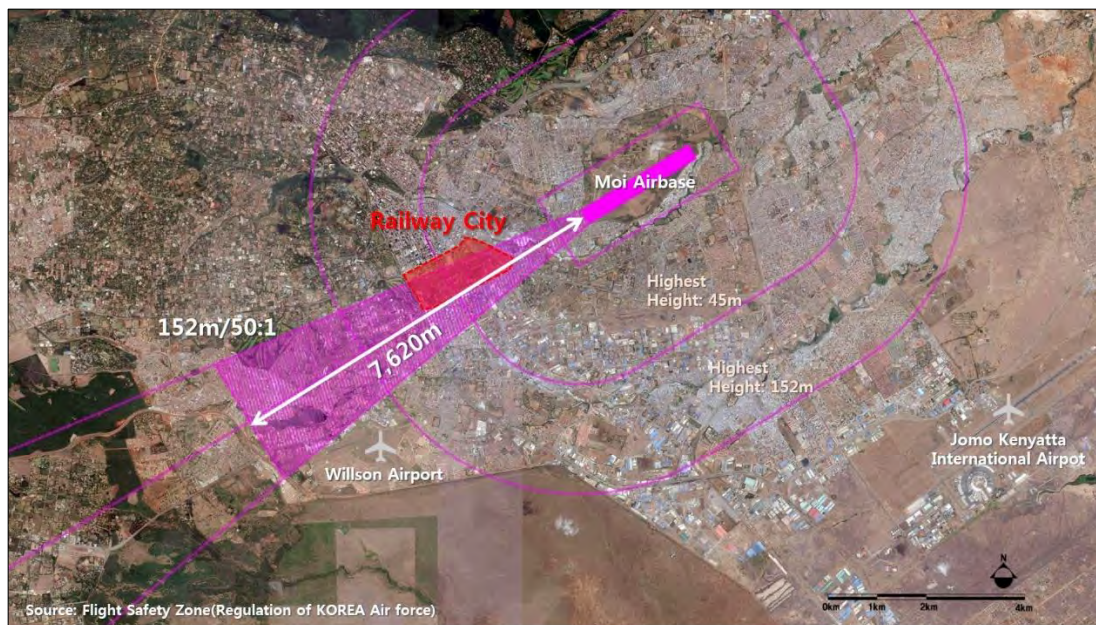 Moi Airbase
Railway City
Highest
Height: 45m
152m/50:1
7,620m
Highest
Height: 152m
Willson Airport
Jomo Kenyatta
International Airpot
N
0km 1km 2km 4km
Source: Flight Safety Zone(Regulation of KOREA Air force)